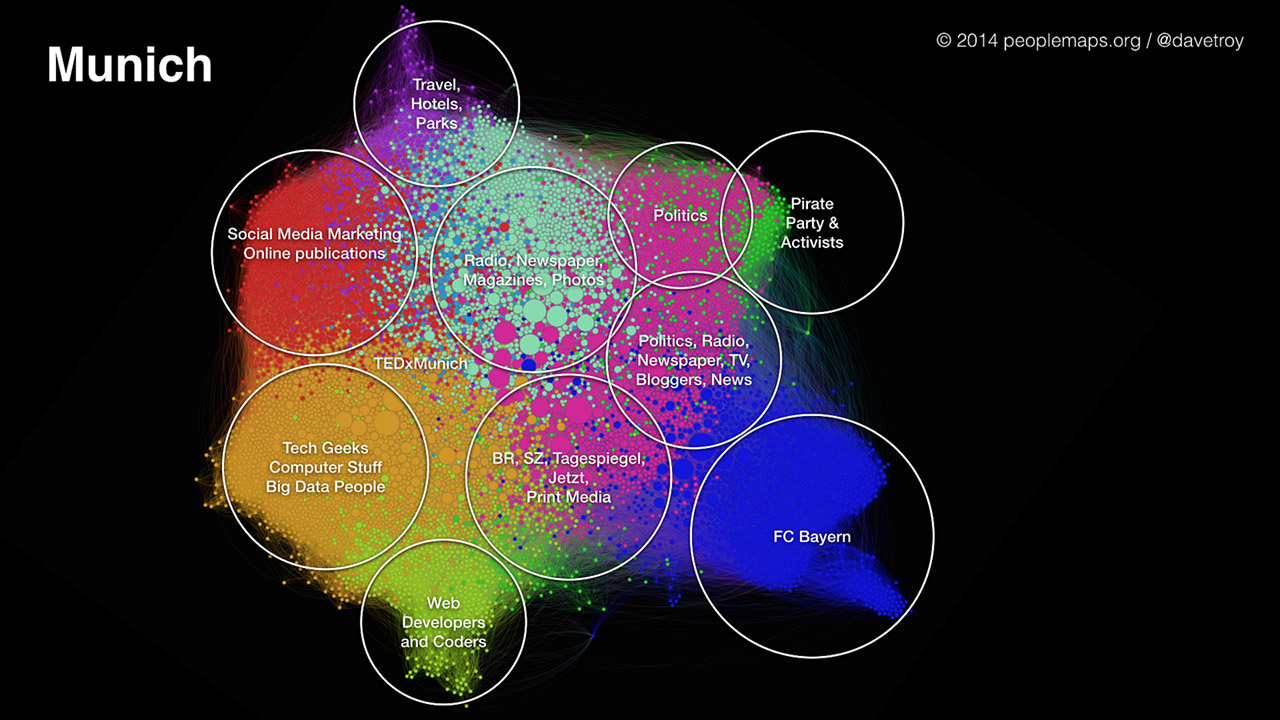 Munich
© 2014 peoplemaps.org / @davetroy
Travel,
Hotels,
Parks
Social Media Marketing
Online publications
Radio, Newspaper,
Magazines, Photos
Politics
Pirate
Party &
Activists
TEDxMunich
Politics, Radio,
Newspaper, TV,
Bloggers, News
Tech Geeks
Computer Stuff
Big Data People
BR, SZ, Tagespiegel,
Jetzt,
Print Media
FC Bayern
Web
Developers
and Coders